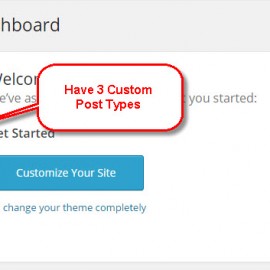 hboard
Welcom
e've as
Have 3 Custom
Post Types
you started:
et Started
Customize Your Site
change your theme completely